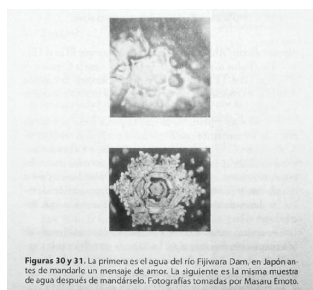 Figuras 30 y 31. La primera es el agua del río Fijiwara Dam, en Japón an-
tes de mandarle un mensaje de amor. La siguiente es la misma muestra
de agua después de mandárselo. Fotografías tomadas por Masaru Emoto.